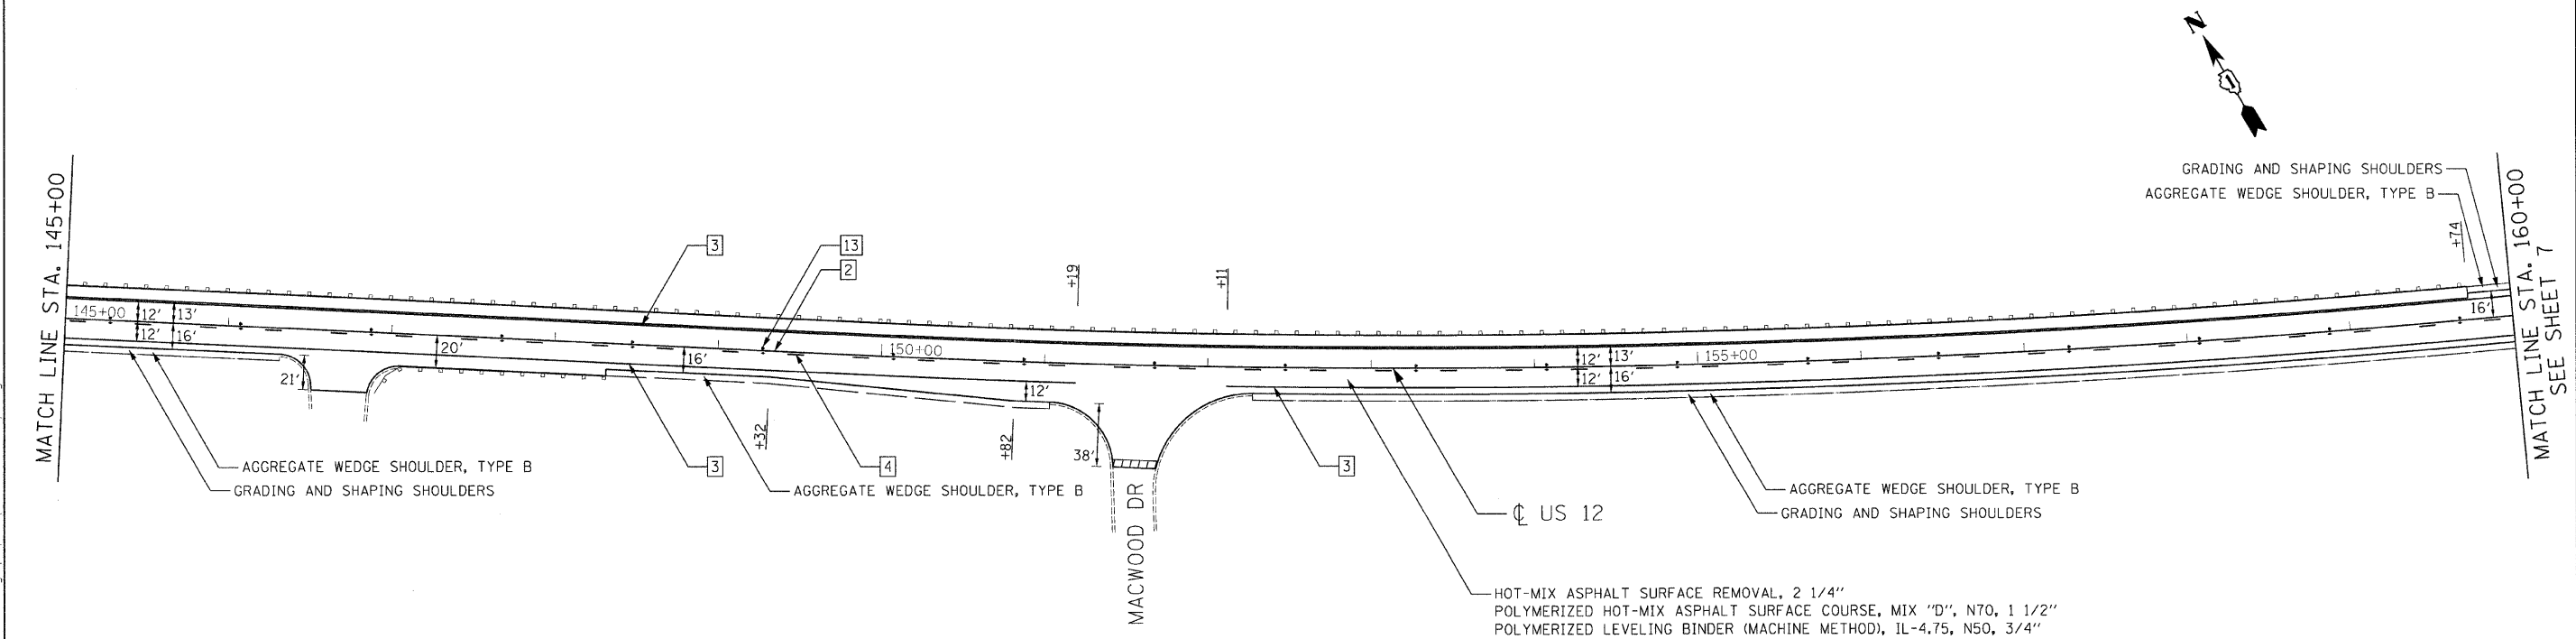 N
1
MATCH LINE STA. 145+00
145+00
12'
13'
12'
16'
21'
20'
3
13
2
16'
150+00
+19
+11
12'
+32
+82
38'
3
4
3
AGGREGATE WEDGE SHOULDER, TYPE B
GRADING AND SHAPING SHOULDERS
AGGREGATE WEDGE SHOULDER, TYPE B
MACWOOD DR
12'
13'
12'
16'
155+00
℄ US 12
HOT-MIX ASPHALT SURFACE REMOVAL, 2 1/4"
POLYMERIZED HOT-MIX ASPHALT SURFACE COURSE, MIX "D", N70, 1 1/2"
POLYMERIZED LEVELING BINDER (MACHINE METHOD), IL-4.75, N50, 3/4"
AGGREGATE WEDGE SHOULDER, TYPE B
GRADING AND SHAPING SHOULDERS
GRADING AND SHAPING SHOULDERS
AGGREGATE WEDGE SHOULDER, TYPE B
+74
16'
MATCH LINE STA. 160+00
SEE SHEET 7